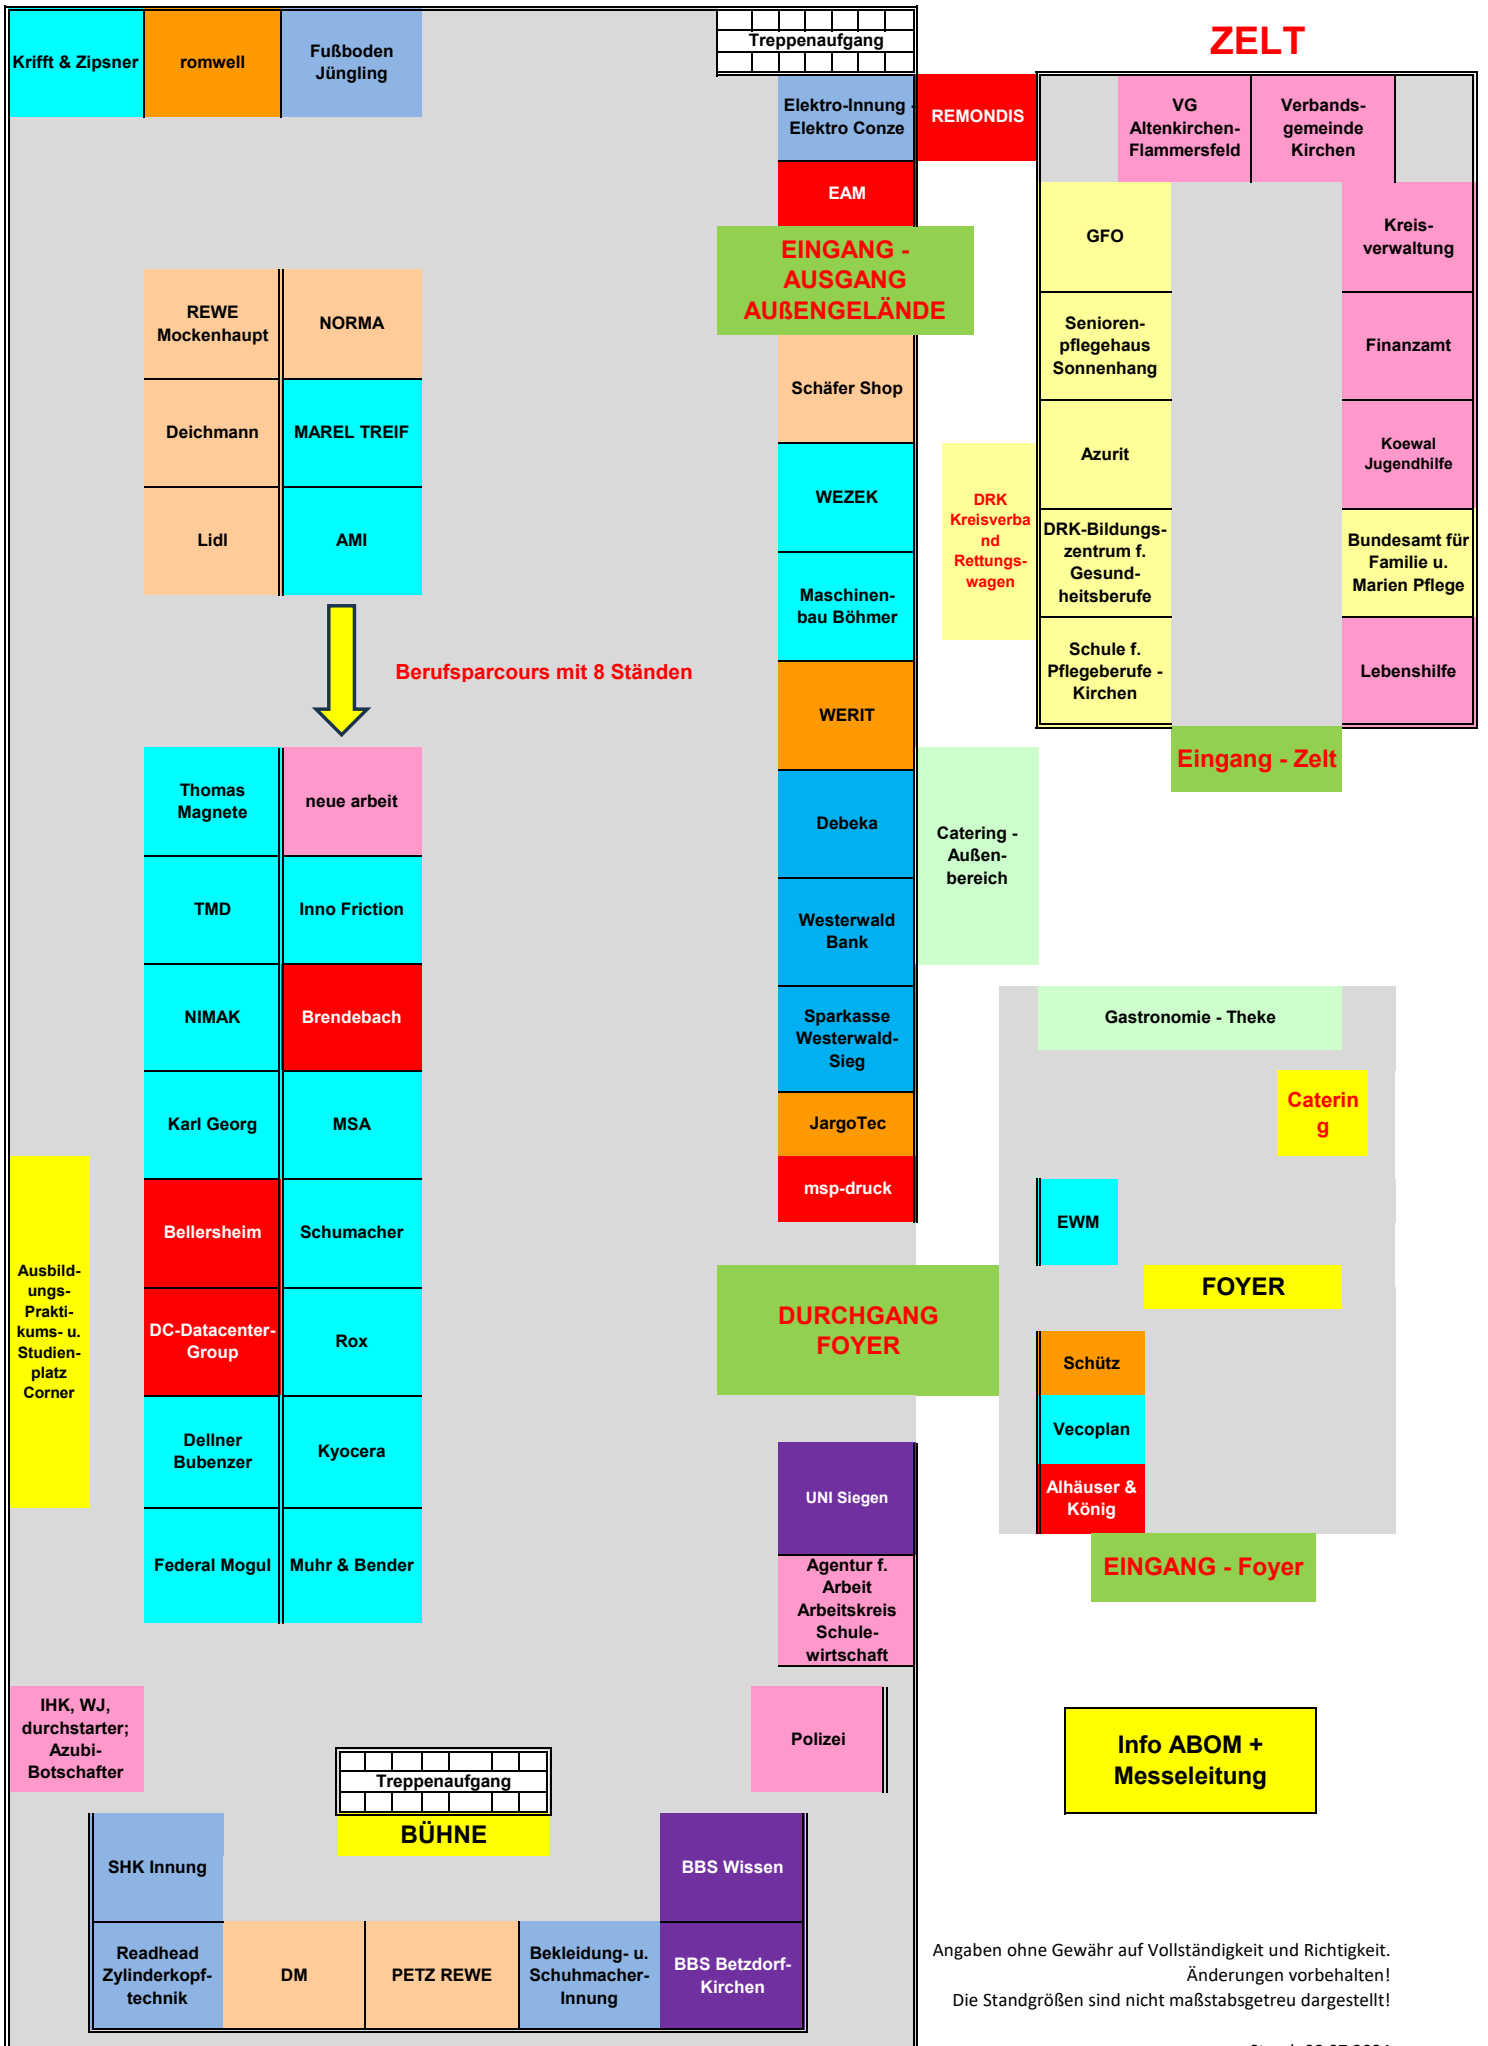 Krifft & Zipsner
romwell
Fußboden
Jüngling
Treppenaufgang
ZELT
Elektro-Innung -
Elektro Conze
REMONDIS
VG
Altenkirchen-
Flammersfeld
Verbands-
gemeinde
Kirchen
EAM
GFO
Kreis-
verwaltung
EINGANG -
AUSGANG
AUßENGELÄNDE
REWE
Mockenhaupt
NORMA
Senioren-
pflegehaus
Sonnenhang
Finanzamt
Schäfer Shop
Deichmann
MAREL TREIF
Azurit
Koewal
Jugendhilfe
WEZEK
DRK
Kreisverba
nd
Rettungs-
wagen
Lidl
AMI
DRK-Bildungs-
zentrum f.
Gesund-
heitsberufe
Bundesamt für
Familie u.
Marien Pflege
Maschinen-
bau Böhmer
Berufsparcours mit 8 Ständen
Schule f.
Pflegeberufe -
Kirchen
Lebenshilfe
WERIT
Eingang - Zelt
Thomas
Magnete
neue arbeit
Debeka
Catering -
Außen-
bereich
TMD
Inno Friction
Westerwald
Bank
NIMAK
Brendebach
Sparkasse
Westerwald-
Sieg
Gastronomie - Theke
Karl Georg
MSA
JargoTec
Caterin
g
msp-druck
Bellersheim
Schumacher
EWM
Ausbild-
ungs-
Prakti-
kums- u.
Studien-
platz
Corner
FOYER
DC-Datacenter-
Group
Rox
DURCHGANG
FOYER
Schütz
Dellner
Bubenzer
Kyocera
Vecoplan
UNI Siegen
Alhäuser &
König
Federal Mogul
Muhr & Bender
Agentur f.
Arbeit
Arbeitskreis
Schule-
wirtschaft
EINGANG - Foyer
IHK, WJ,
durchstarter;
Azubi-
Botschafter
Polizei
Info ABOM +
Messeleitung
Treppenaufgang
BÜHNE
SHK Innung
BBS Wissen
Readhead
Zylinderkopf-
technik
DM
PETZ REWE
Bekleidung- u.
Schuhmacher-
Innung
BBS Betzdorf-
Kirchen
Angaben ohne Gewähr auf Vollständigkeit und Richtigkeit.
Änderungen vorbehalten!
Die Standgrößen sind nicht maßstabsgetreu dargestellt!